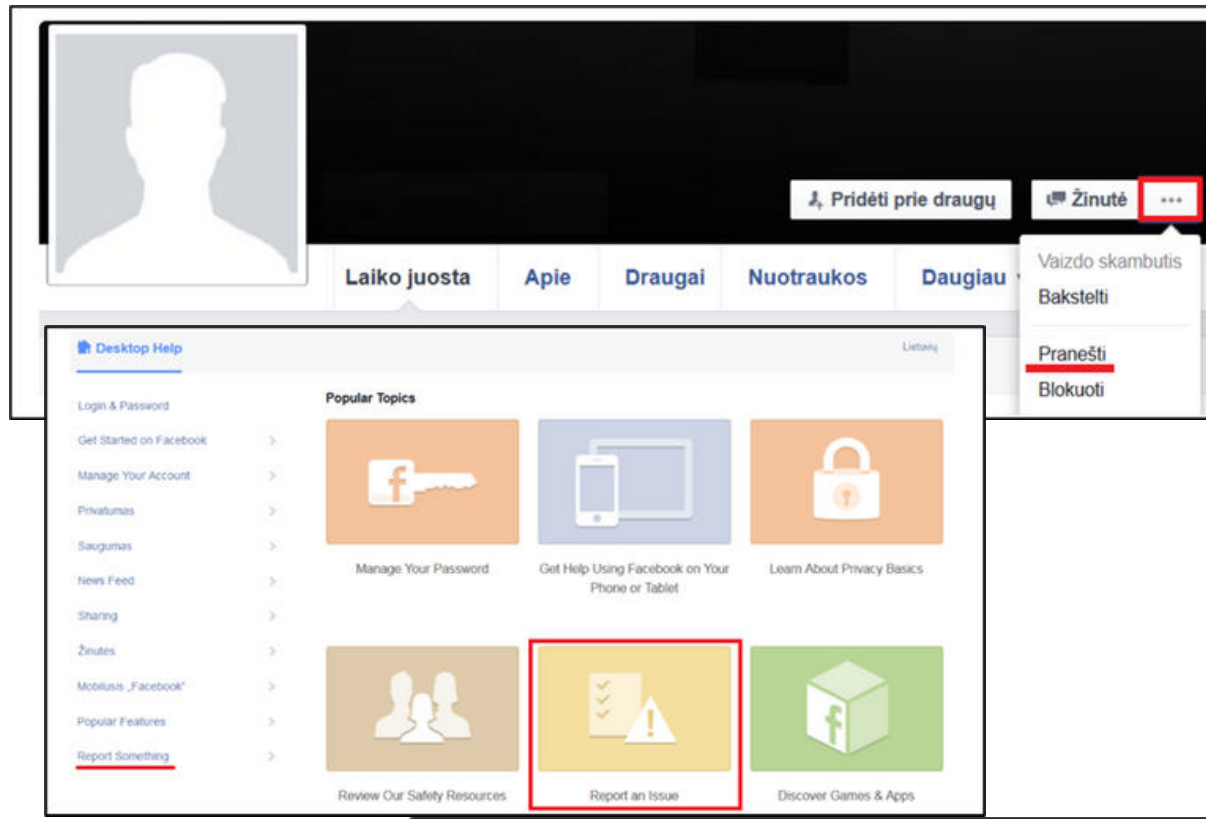 Pridėti prie draugų
Žinutė
Laiko juosta
Apie
Draugai
Nuotraukos
Daugiau
Vaizdo skambutis
Bakstelti
Pranešti
Blokuoti
Desktop Help
Lietuvių
Login & Password
Get Started on Facebook
Manage Your Account
Privatumas
Saugumas
News Feed
Sharing
Žinutės
Mobilusis „Facebook“
Popular Features
Report Something
Popular Topics
Manage Your Password
Get Help Using Facebook on Your
Phone or Tablet
Learn About Privacy Basics
Review Our Safety Resources
Report an Issue
Discover Games & Apps